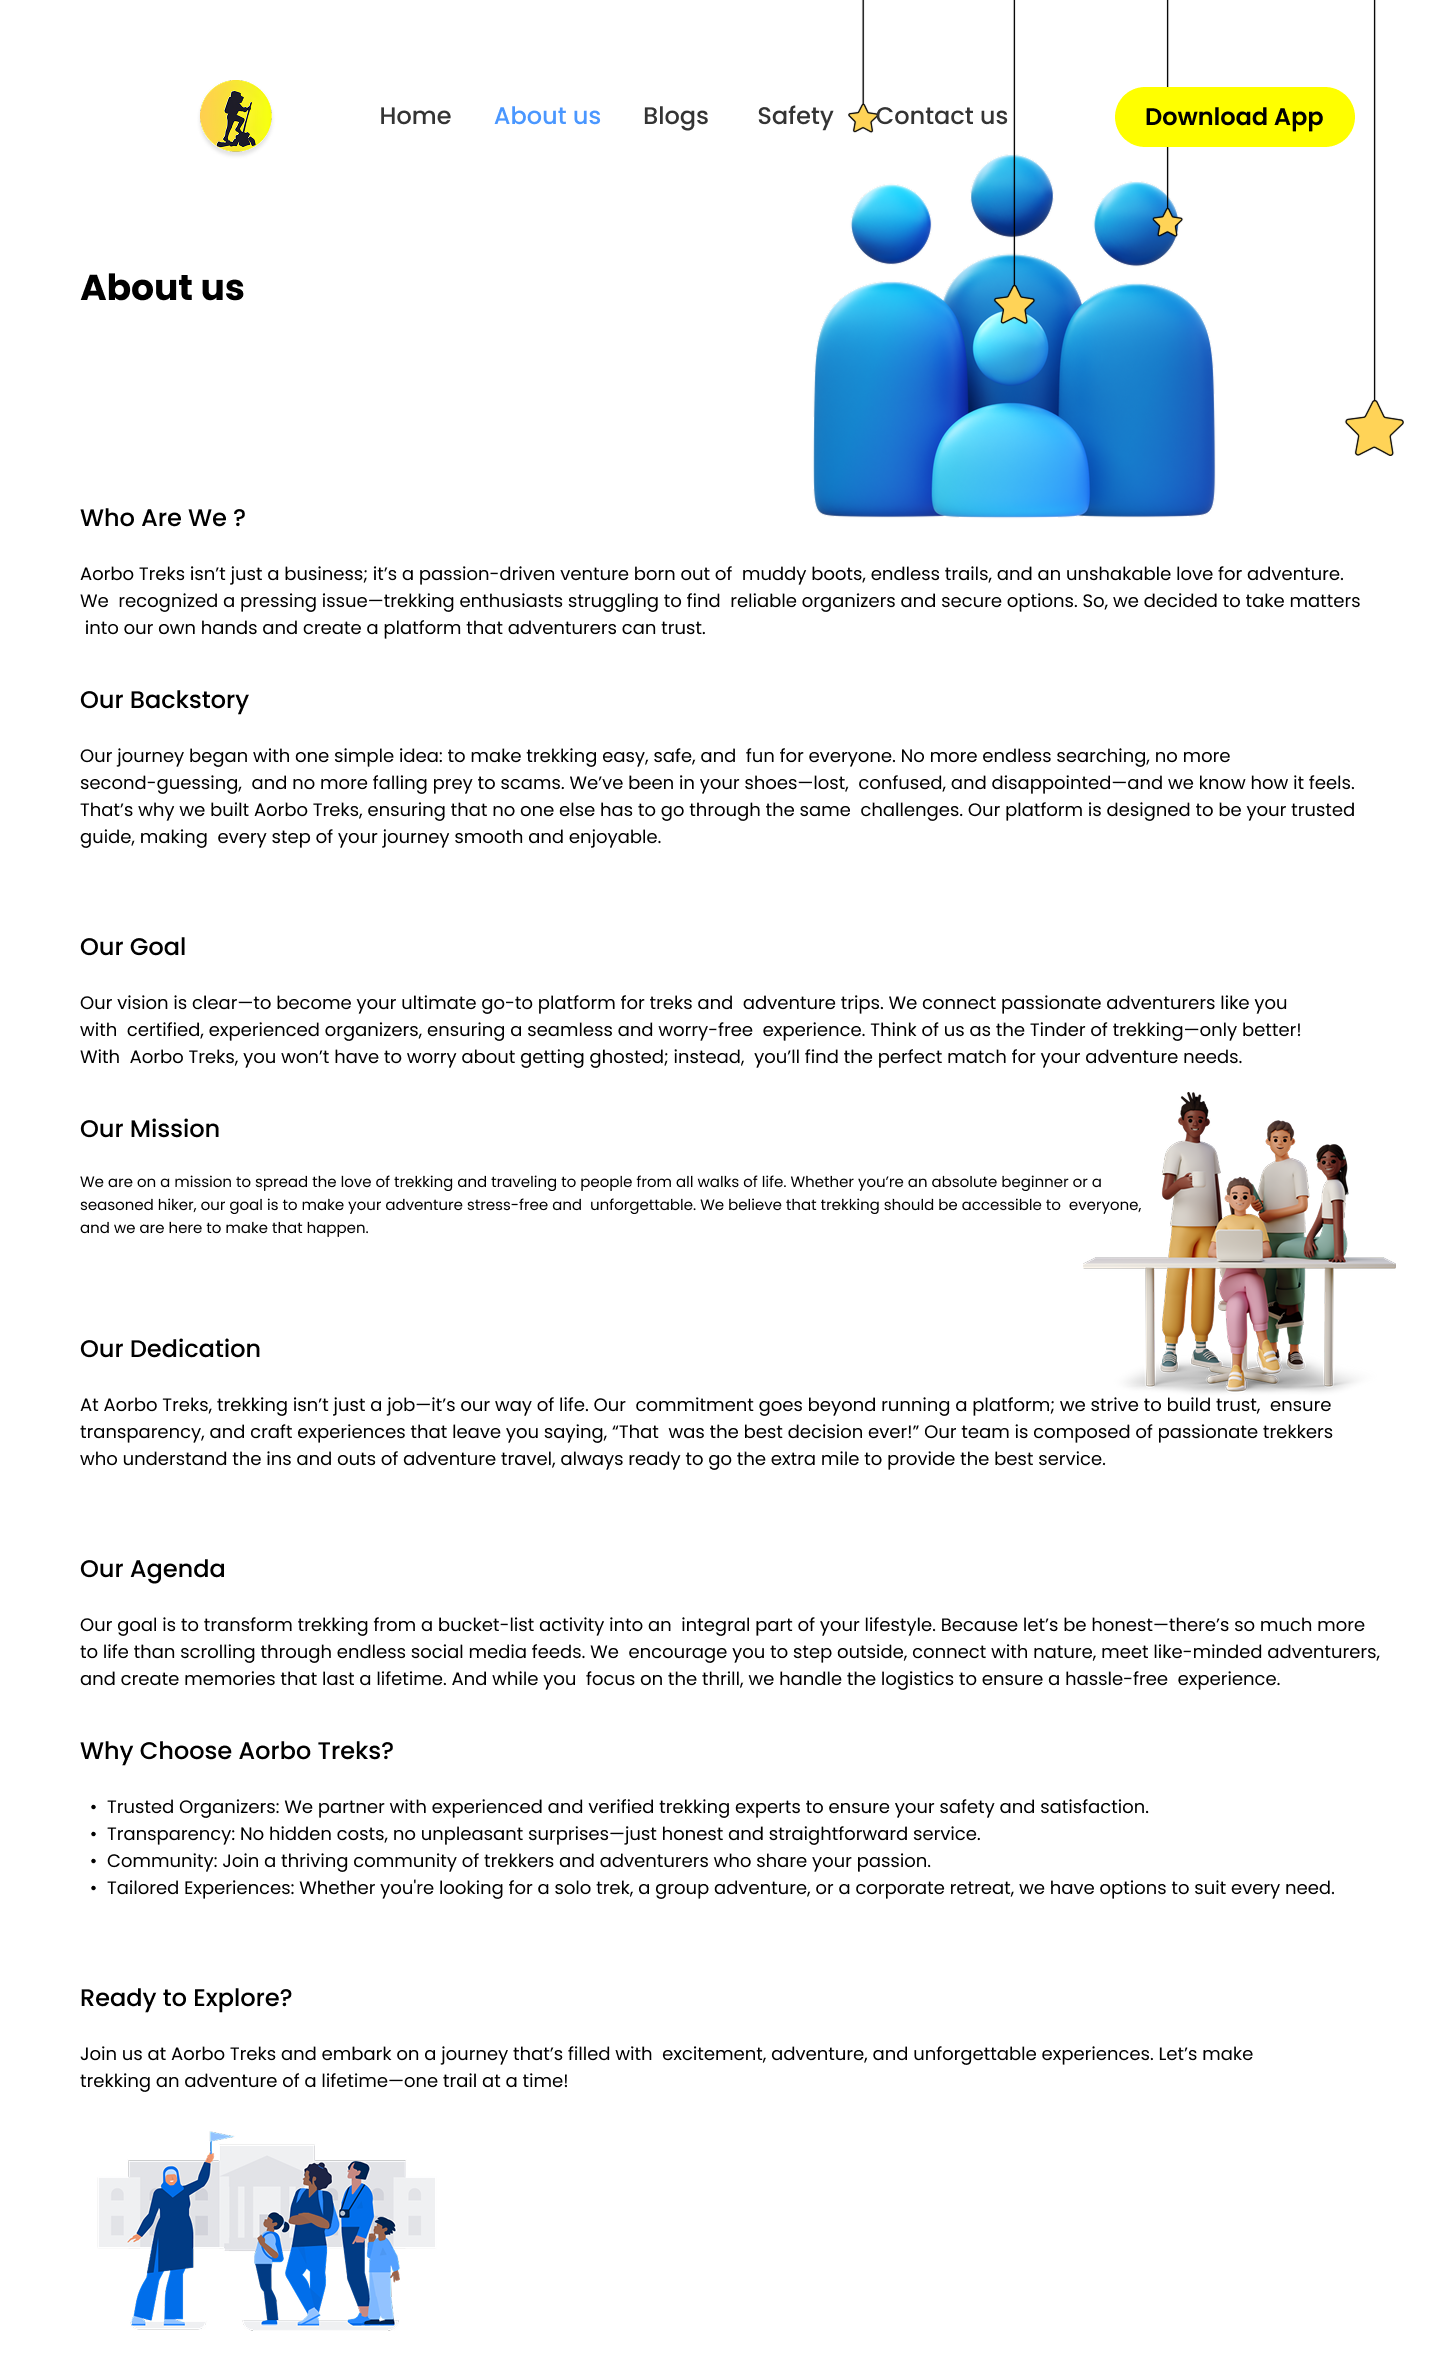 Home About us Blogs Safety Contact us Download App
About us
Who Are We ?
Aorbo Treks isn’t just a business; it’s a passion-driven venture born out of  muddy boots, endless trails, and an unshakable love for adventure.
We  recognized a pressing issue—trekking enthusiasts struggling to find  reliable organizers and secure options. So, we decided to take matters
into our own hands and create a platform that adventurers can trust.
Our Backstory
Our journey began with one simple idea: to make trekking easy, safe, and  fun for everyone. No more endless searching, no more
second-guessing,  and no more falling prey to scams. We’ve been in your shoes—lost,  confused, and disappointed—and we know how it feels.
That’s why we built Aorbo Treks, ensuring that no one else has to go through the same  challenges. Our platform is designed to be your trusted
guide, making  every step of your journey smooth and enjoyable.
Our Goal
Our vision is clear—to become your ultimate go-to platform for treks and  adventure trips. We connect passionate adventurers like you
with  certified, experienced organizers, ensuring a seamless and worry-free  experience. Think of us as the Tinder of trekking—only better!
With  Aorbo Treks, you won’t have to worry about getting ghosted; instead,  you’ll find the perfect match for your adventure needs.
Our Mission
We are on a mission to spread the love of trekking and traveling to people from all walks of life. Whether you’re an absolute beginner or a
seasoned hiker, our goal is to make your adventure stress-free and  unforgettable. We believe that trekking should be accessible to  everyone,
and we are here to make that happen.
Our Dedication
At Aorbo Treks, trekking isn’t just a job—it’s our way of life. Our  commitment goes beyond running a platform; we strive to build trust,  ensure
transparency, and craft experiences that leave you saying, “That  was the best decision ever!” Our team is composed of passionate trekkers
who understand the ins and outs of adventure travel, always ready to go the extra mile to provide the best service.
Our Agenda
Our goal is to transform trekking from a bucket-list activity into an  integral part of your lifestyle. Because let’s be honest—there’s so much more
to life than scrolling through endless social media feeds. We  encourage you to step outside, connect with nature, meet like-minded adventurers,
and create memories that last a lifetime. And while you  focus on the thrill, we handle the logistics to ensure a hassle-free  experience.
Why Choose Aorbo Treks?
• Trusted Organizers: We partner with experienced and verified trekking experts to ensure your safety and satisfaction.
• Transparency: No hidden costs, no unpleasant surprises—just honest and straightforward service.
• Community: Join a thriving community of trekkers and adventurers who share your passion.
• Tailored Experiences: Whether you're looking for a solo trek, a group adventure, or a corporate retreat, we have options to suit every need.
Ready to Explore?
Join us at Aorbo Treks and embark on a journey that’s filled with  excitement, adventure, and unforgettable experiences. Let’s make
trekking an adventure of a lifetime—one trail at a time!